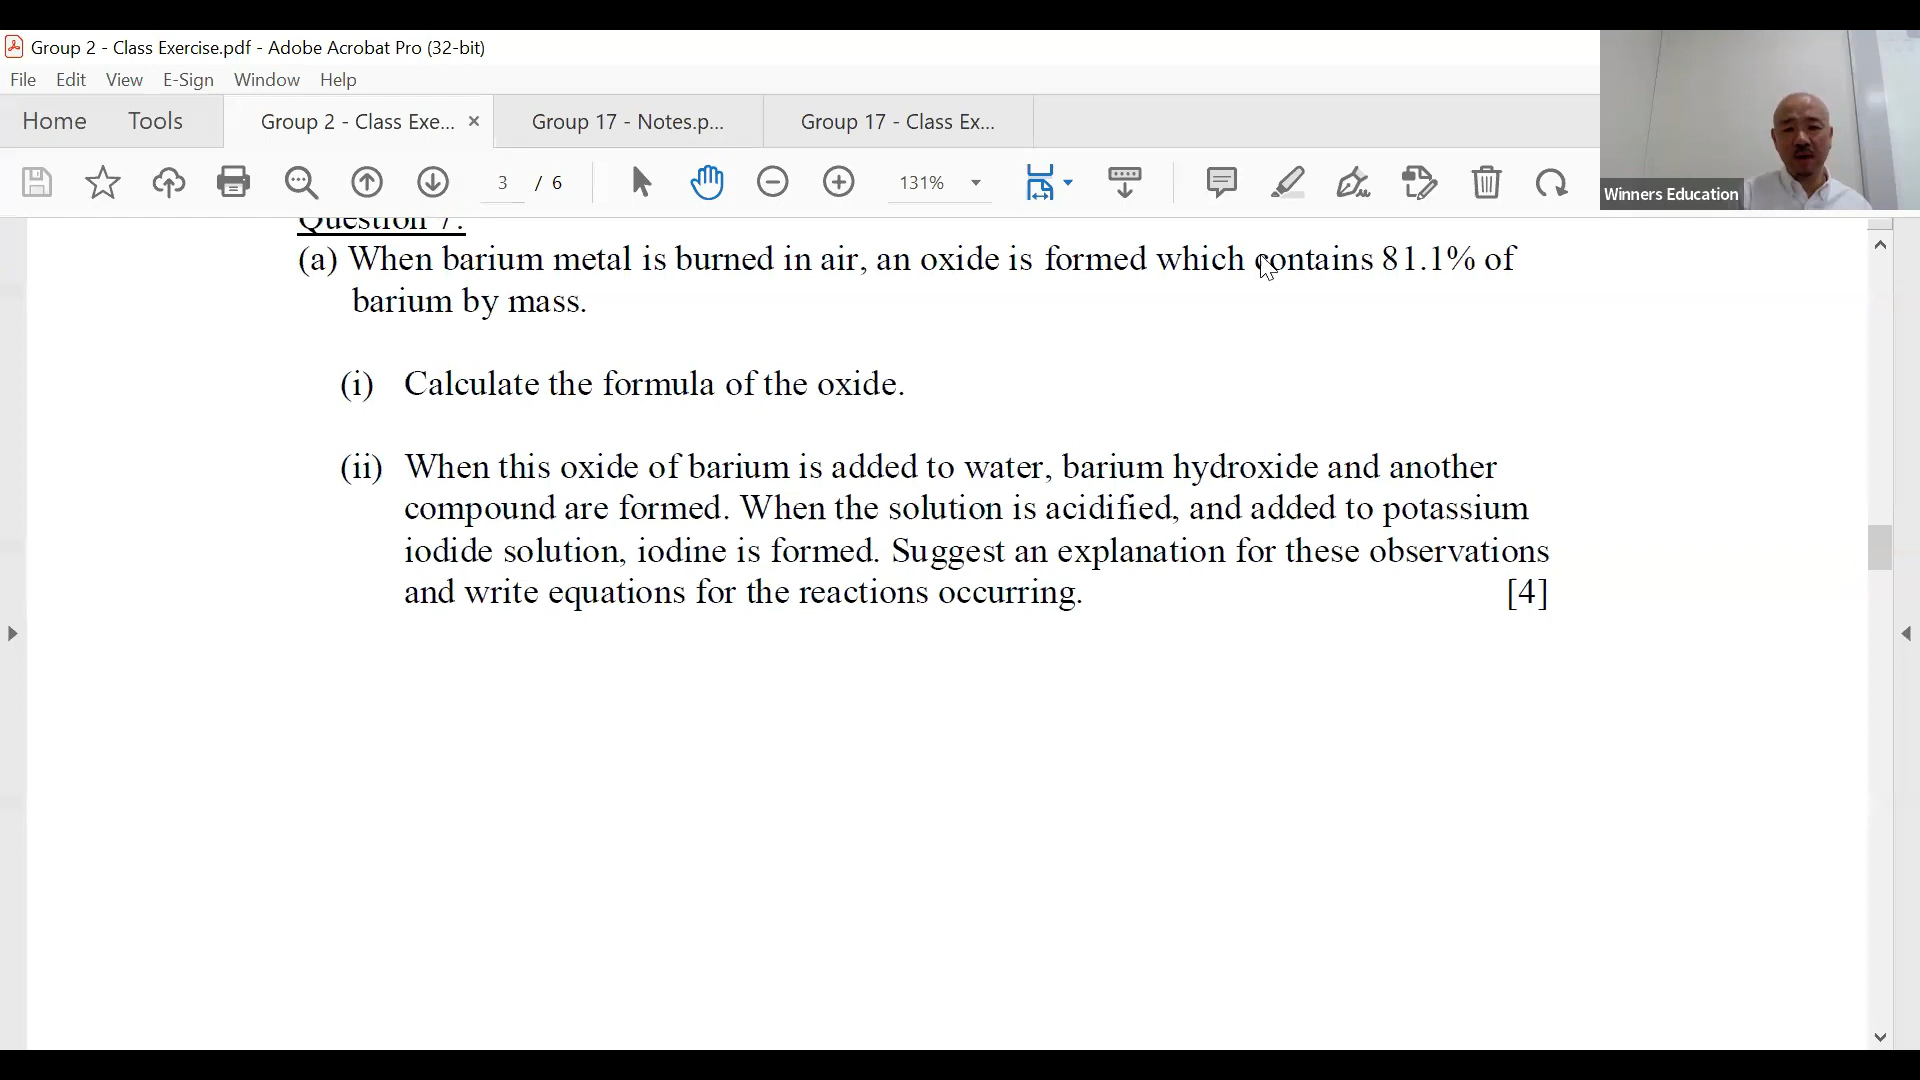 Group 2 - Class Exercise.pdf - Adobe Acrobat Pro (32-bit)
File Edit View E-Sign Window Help
Home Tools Group 2 - Class Exe... × Group 17 - Notes.p... Group 17 - Class Ex...
3 / 6 131%
Winners Education
Question 7:
(a) When barium metal is burned in air, an oxide is formed which contains 81.1% of
barium by mass.
(i) Calculate the formula of the oxide.
(ii) When this oxide of barium is added to water, barium hydroxide and another
compound are formed. When the solution is acidified, and added to potassium
iodide solution, iodine is formed. Suggest an explanation for these observations
and write equations for the reactions occurring. [4]